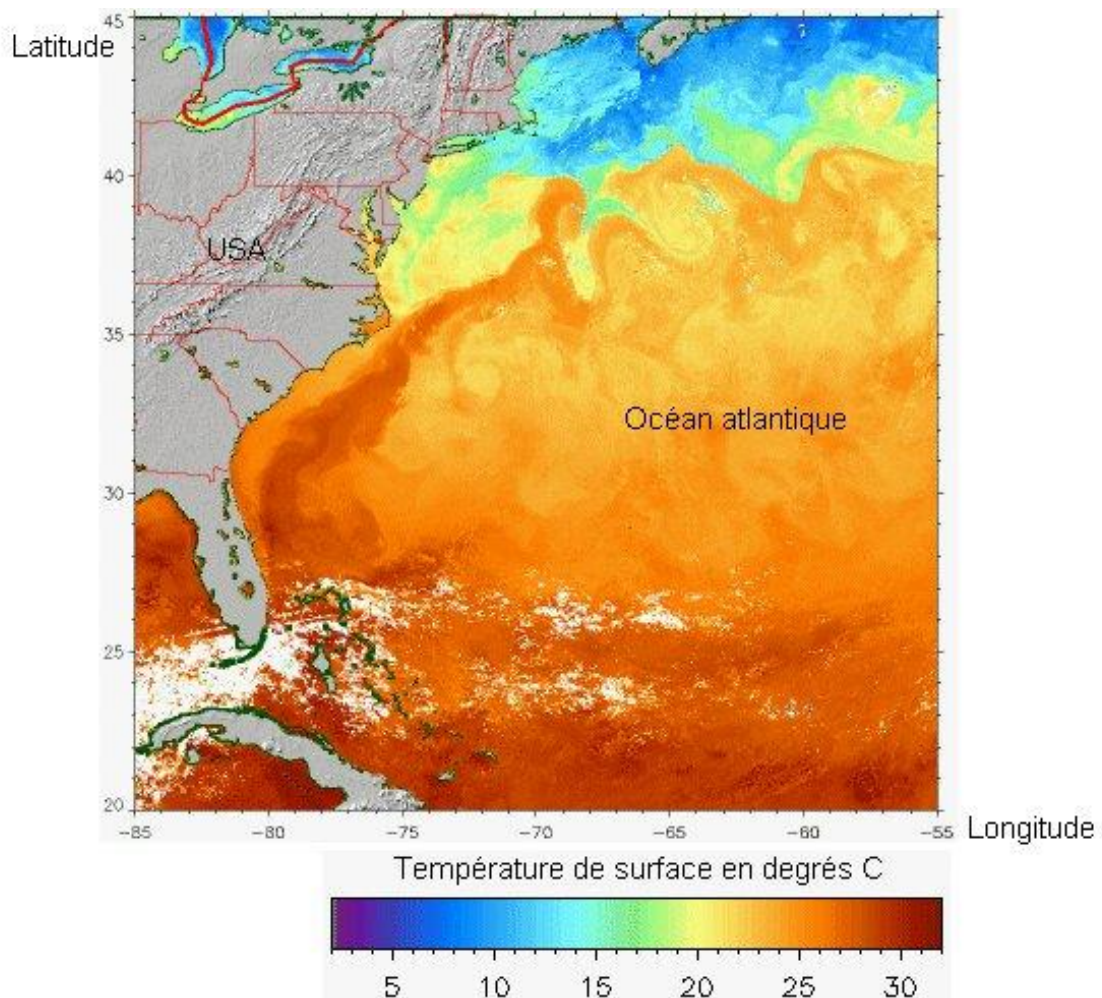 Latitude
45
40
USA
35
Océan atlantique
30
25
20
-85 -80 -75 -70 -65 -60 -55 Longitude
Température de surface en degrés C
5 10 15 20 25 30